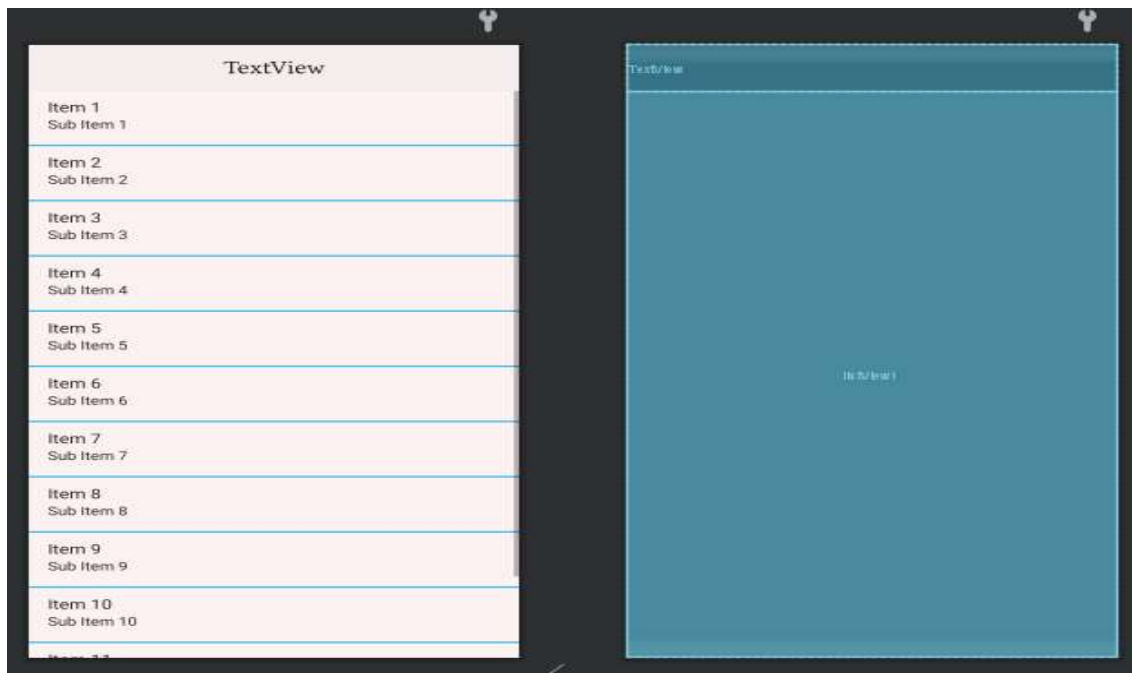 TextView
Item 1
Sub Item 1
Item 2
Sub Item 2
Item 3
Sub Item 3
Item 4
Sub Item 4
Item 5
Sub Item 5
Item 6
Sub Item 6
Item 7
Sub Item 7
Item 8
Sub Item 8
Item 9
Sub Item 9
Item 10
Sub Item 10
TextView